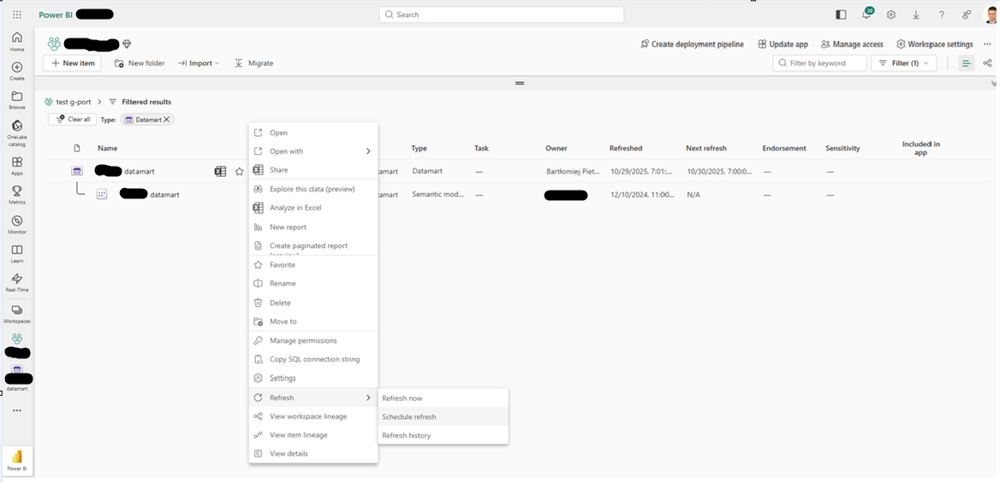 Power BI
Search
29
Home
Create
Browse
OneLake
catalog
Apps
Metrics
Monitor
Learn
Real-Time
Workspaces
datamart
Power BI
Create deployment pipeline
Update app
Manage access
Workspace settings
New item
New folder
Import
Migrate
Filter by keyword
Filter (1)
test g-port > Filtered results
Clear all
Type:
Datamart
Name
Type
Task
Owner
Refreshed
Next refresh
Endorsement
Sensitivity
Included in
app
datamart
tamart
Datamart
—
Bartłomiej Piet...
10/29/2025, 7:01:...
10/30/2025, 7:00:0...
—
—
datamart
tamart
Semantic mod...
—
12/10/2024, 11:00...
N/A
—
—
Open
Open with
Share
Explore this data (preview)
Analyze in Excel
New report
Create paginated report
Favorite
Rename
Delete
Move to
Manage permissions
Copy SQL connection string
Settings
Refresh
View workspace lineage
View item lineage
View details
Refresh now
Schedule refresh
Refresh history